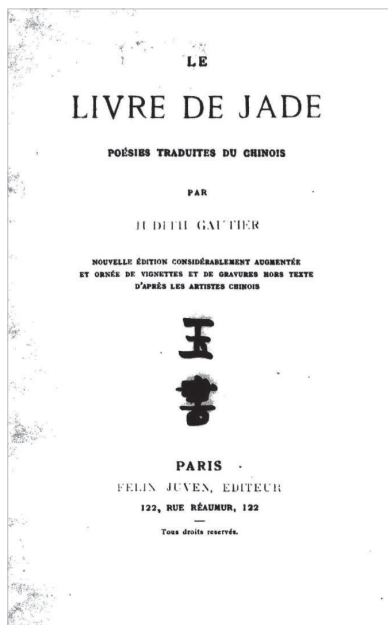 LE
LIVRE DE JADE
POÉSIES TRADUITES DU CHINOIS
PAR
JUDITH GAUTIER
NOUVELLE ÉDITION CONSIDÉRABLEMENT AUGMENTÉE
ET ORNÉE DE VIGNETTES ET DE GRAVURES HORS TEXTE
D'APRÈS LES ARTISTES CHINOIS
玉
書
PARIS
FELIX JUVEN, EDITEUR
122, RUE RÉAUMUR, 122
Tous droits reservés.